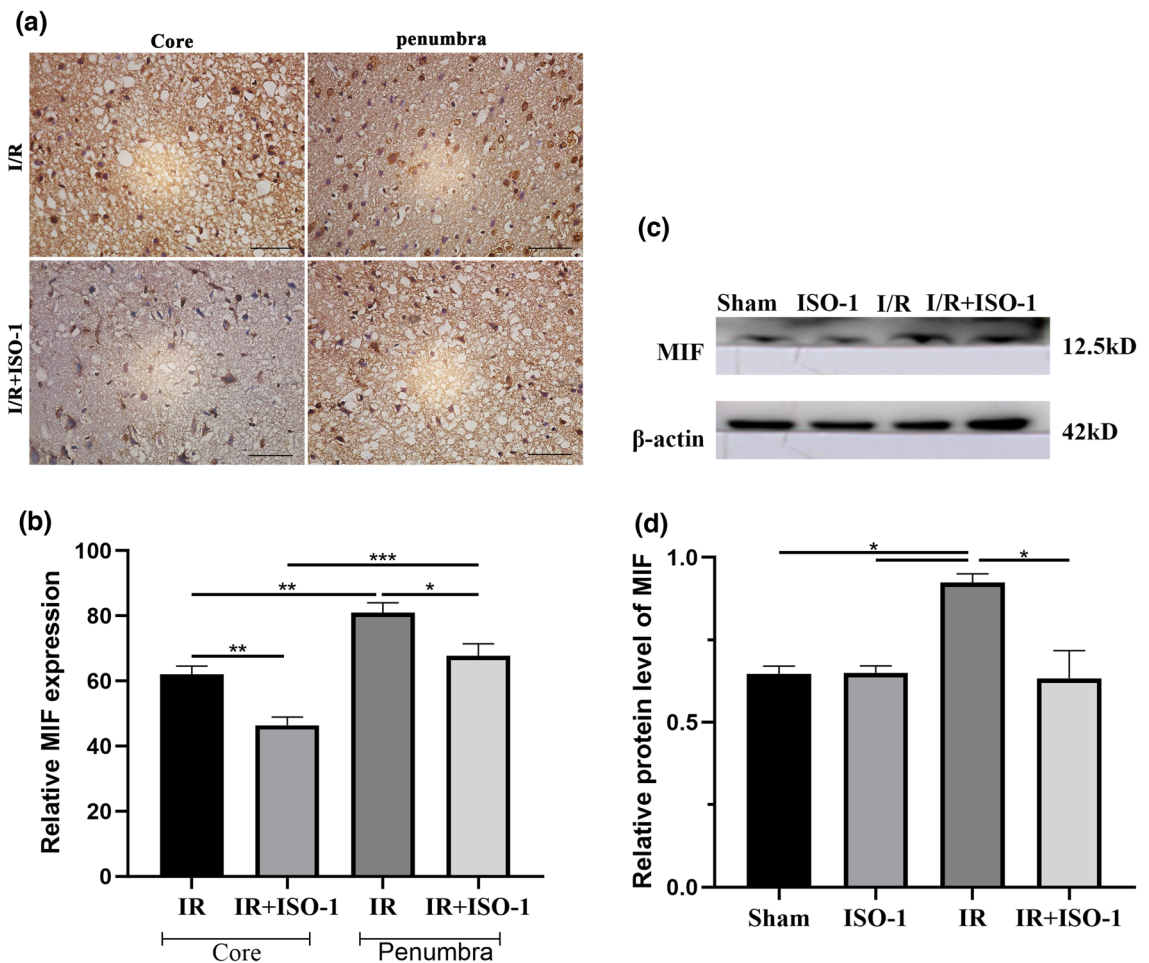 (a)
Core penumbra
I/R
I/R+ISO-1
(b)
Relative MIF expression
100
80
60
40
20
0
***
** *
**
IR IR+ISO-1 IR IR+ISO-1
Core Penumbra
(c)
Sham ISO-1 I/R I/R+ISO-1
MIF 12.5kD
β-actin 42kD
(d)
Relative protein level of MIF
1.0
0.5
0.0
* *
Sham ISO-1 IR IR+ISO-1